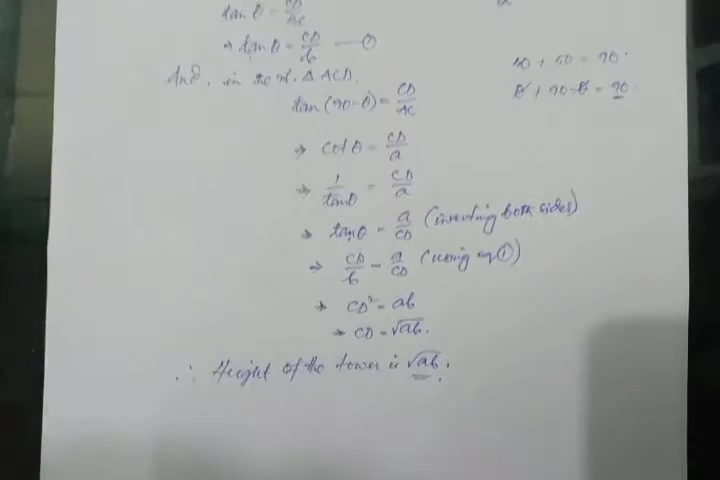 tan θ = CD/BC
⇒ tan θ = CD/b —— ①
And, in rt. Δ ACD,
40 + 50 = 90°
tan (90-θ) = CD/AC
θ + 90-θ = 90
⇒ cot θ = CD/a
⇒ 1/tanθ = CD/a
⇒ tanθ = a/CD (inverting both sides)
⇒ CD/b = a/CD (using eq ①)
⇒ CD² = ab
⇒ CD = √ab.
∴ Height of the tower is √ab.